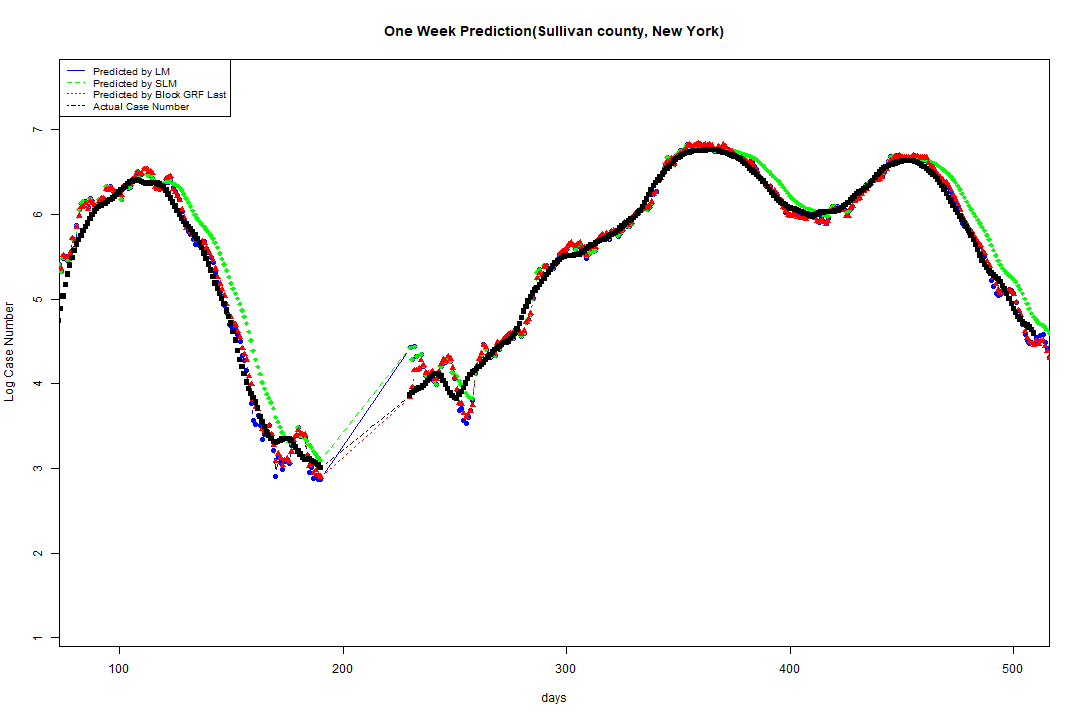 One Week Prediction(Sullivan county, New York)
Predicted by LM
Predicted by SLM
Predicted by Block GRF Last
Actual Case Number
7
6
5
4
3
2
1
Log Case Number
100 200 300 400 500
days